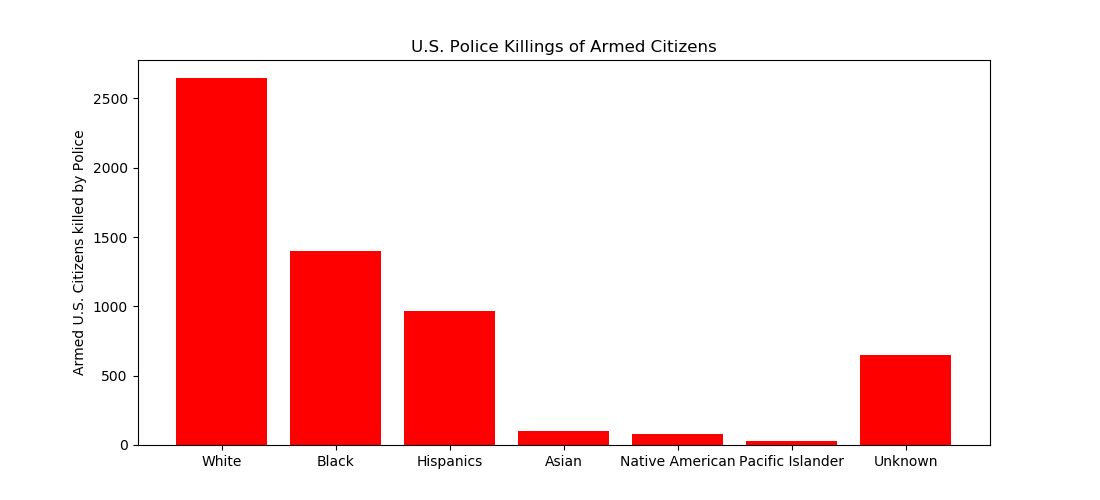 U.S. Police Killings of Armed Citizens
Armed U.S. Citizens killed by Police
2500
2000
1500
1000
500
0
White
Black
Hispanics
Asian
Native American
Pacific Islander
Unknown